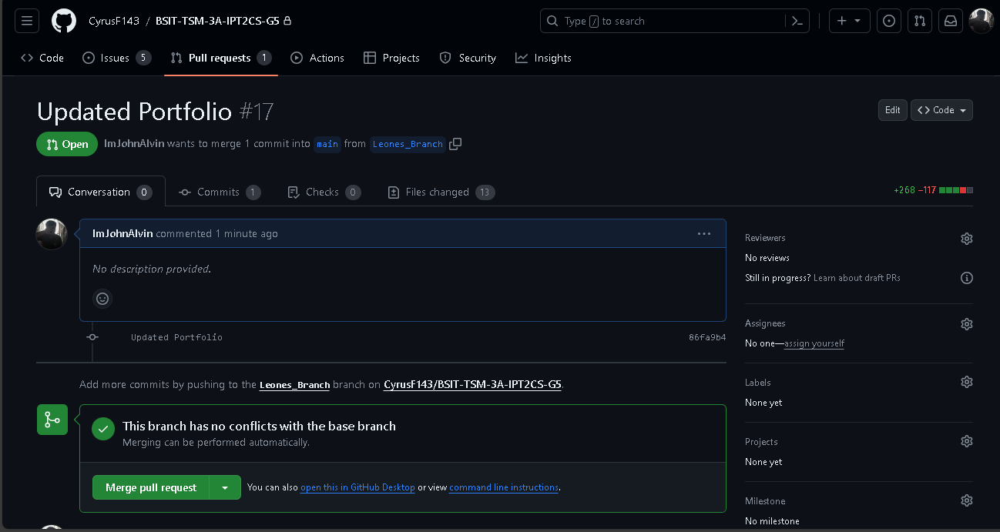 CyrusF143 / BSIT-TSM-3A-IPT2CS-G5
Type / to search
Code
Issues 5
Pull requests 1
Actions
Projects
Security
Insights
Updated Portfolio #17
Edit
Code
Open
ImJohnAlvin wants to merge 1 commit into main from Leones_Branch
Conversation 0
Commits 1
Checks 0
Files changed 13
+268 −117
ImJohnAlvin commented 1 minute ago
No description provided.
Updated Portfolio
86fa9b4
Add more commits by pushing to the Leones_Branch branch on CyrusF143/BSIT-TSM-3A-IPT2CS-G5.
This branch has no conflicts with the base branch
Merging can be performed automatically.
Merge pull request
You can also open this in GitHub Desktop or view command line instructions.
Reviewers
No reviews
Still in progress? Learn about draft PRs
Assignees
No one—assign yourself
Labels
None yet
Projects
None yet
Milestone
No milestone